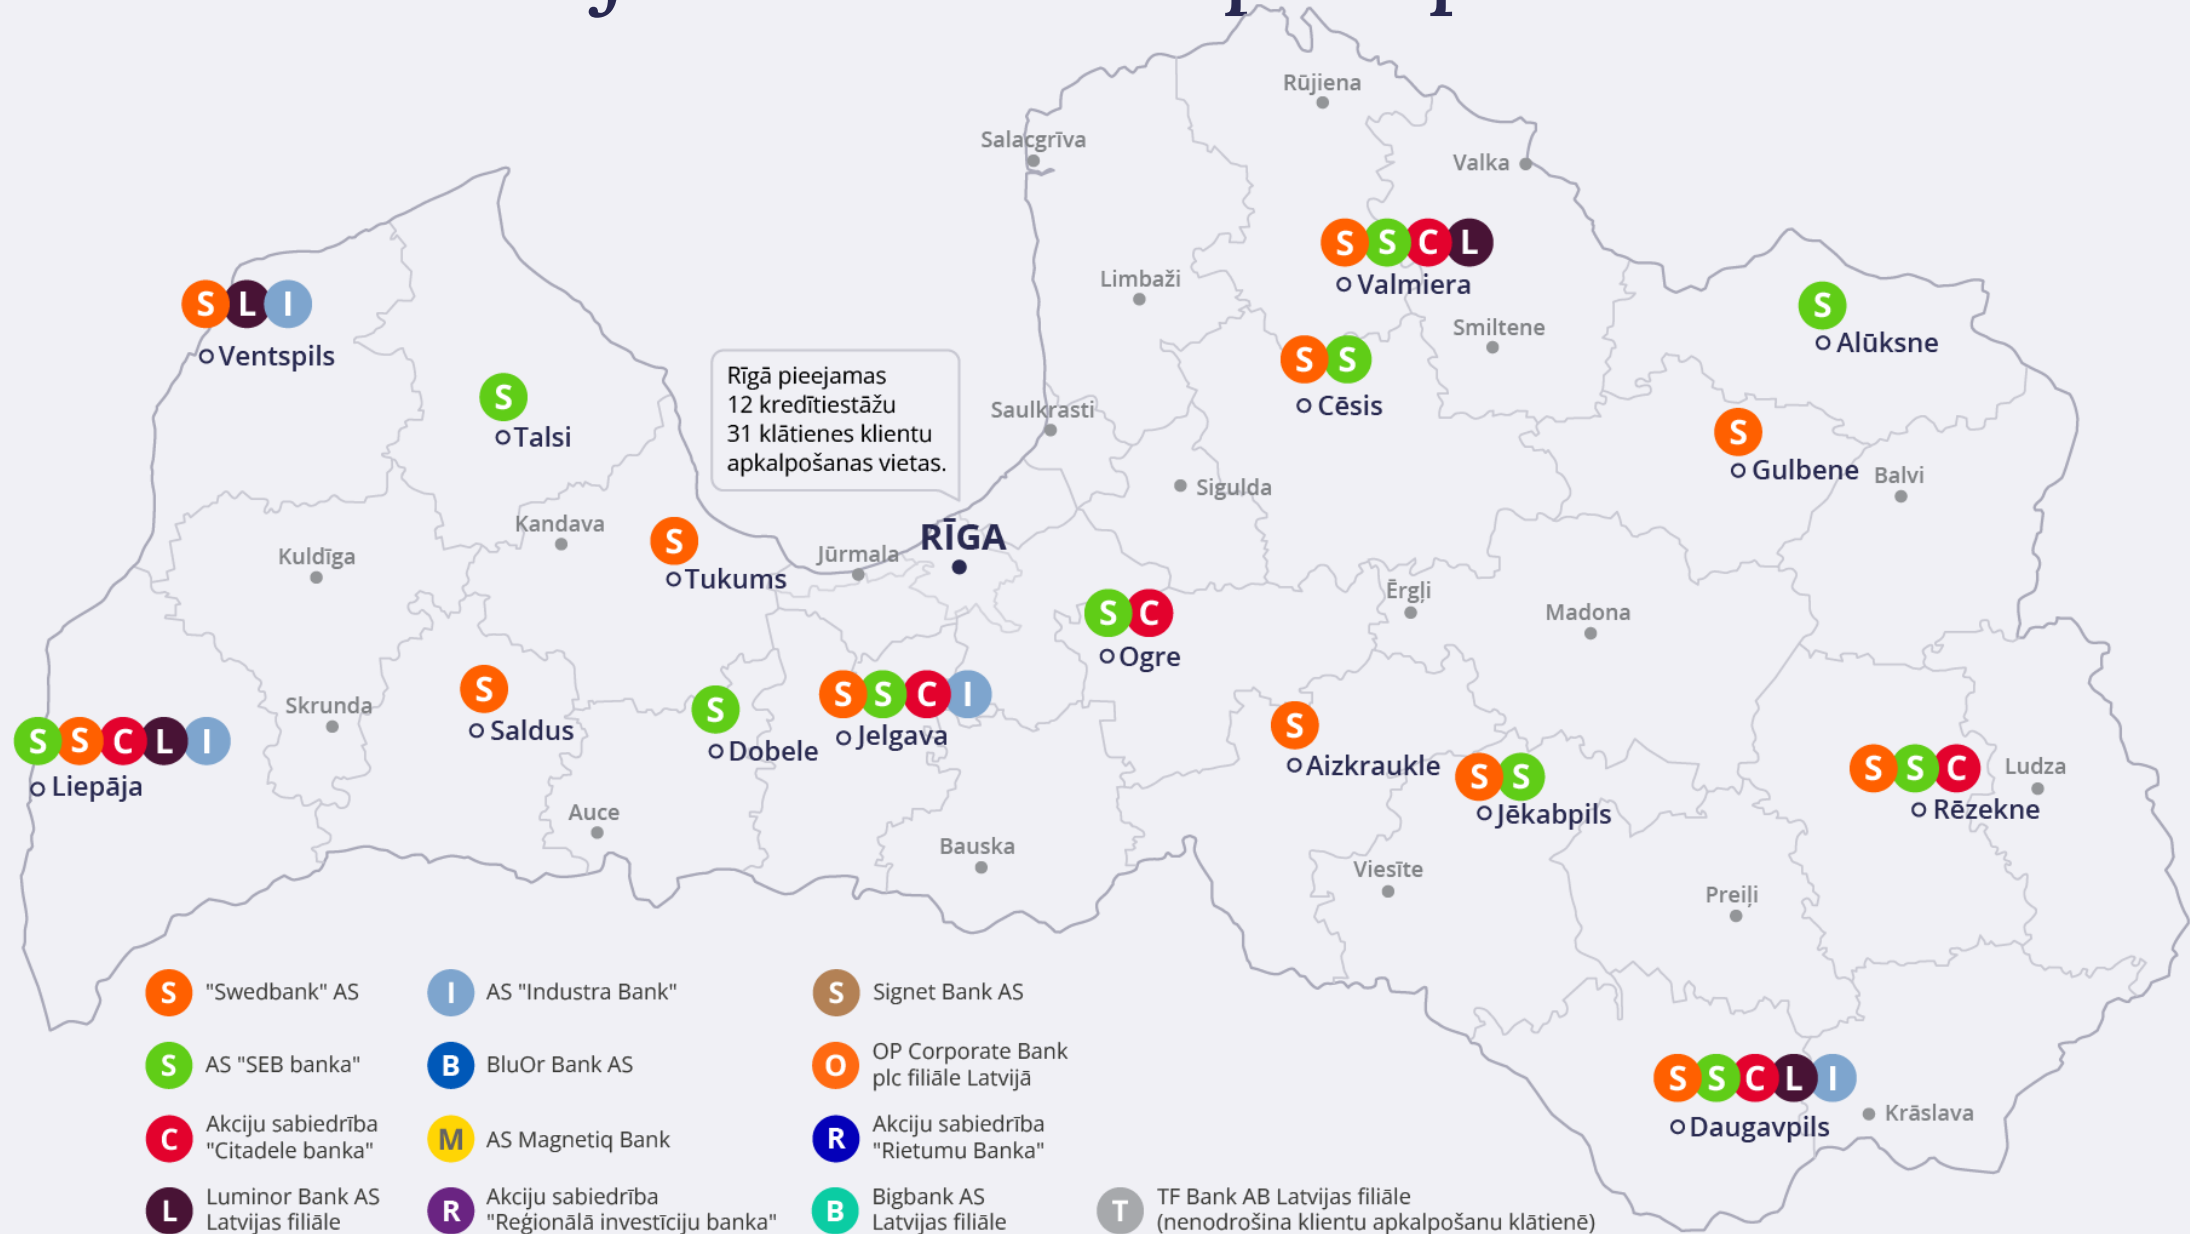 Rūjiena
Salacgrīva
Valka
S S C L
Valmiera
Limbaži
S
Alūksne
Smiltene
S L I
Ventspils
S S
Cēsis
S
Talsi
Rīgā pieejamas
12 kredītiestāžu
31 klātienes klientu
apkalpošanas vietas.
Saulkrasti
S
Gulbene
Balvi
Sigulda
Kandava
RĪGA
S
Tukums
Jūrmala
Kuldīga
Ērgļi
Madona
S C
Ogre
S
Saldus
Skrunda
S
Dobele
S S C I
Jelgava
S
Aizkraukle
S S
Jēkabpils
S S C
Rēzekne
Ludza
S S C L I
Liepāja
Auce
Bauska
Viesīte
Preiļi
S S C L I
Daugavpils
Krāslava
S "Swedbank" AS
S AS "SEB banka"
C Akciju sabiedrība
"Citadele banka"
L Luminor Bank AS
Latvijas filiāle
I AS "Industra Bank"
B BluOr Bank AS
M AS Magnetiq Bank
R Akciju sabiedrība
"Reģionālā investīciju banka"
S Signet Bank AS
O OP Corporate Bank
plc filiāle Latvijā
R Akciju sabiedrība
"Rietumu Banka"
B Bigbank AS
Latvijas filiāle
T TF Bank AB Latvijas filiāle
(nenodrošina klientu apkalpošanu klātienē)